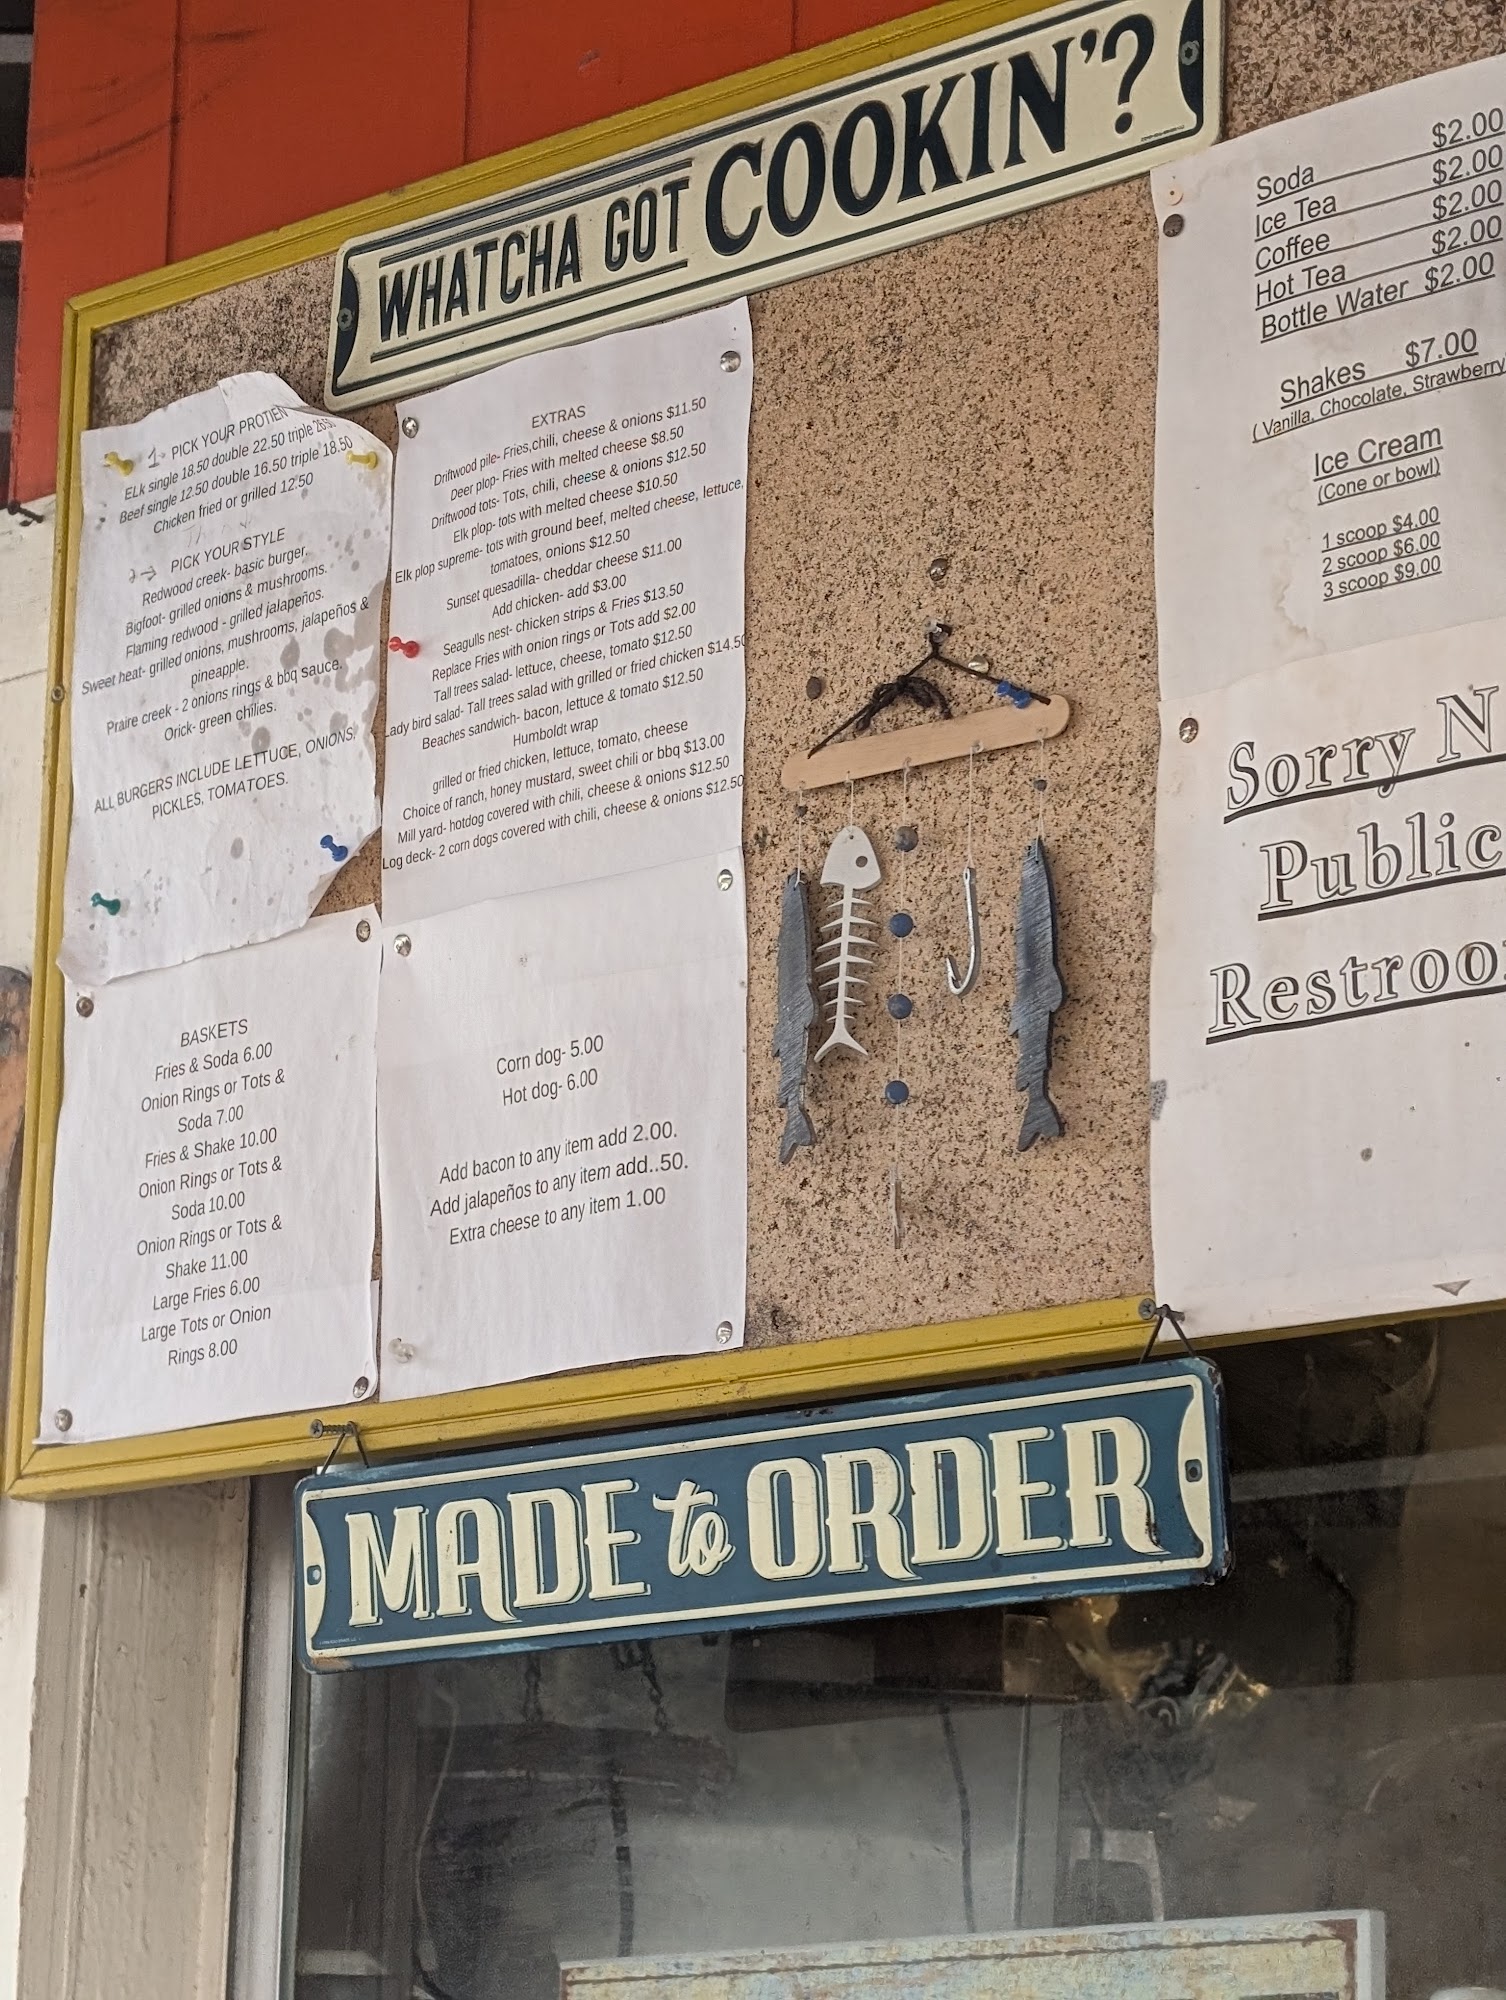 WHATCHA GOT COOKIN'?
1- PICK YOUR PROTIEN
ELk single 18.50 double 22.50 triple
Beef single 12.50 double 16.50 triple 18.50
Chicken fried or grilled 12.50
2→ PICK YOUR STYLE
Redwood creek- basic burger.
Bigfoot- grilled onions & mushrooms.
Flaming redwood - grilled jalapeños.
Sweet heat- grilled onions, mushrooms, jalapeños &
pineapple.
Praire creek - 2 onions rings & bbq sauce.
Orick- green chilies.
ALL BURGERS INCLUDE LETTUCE, ONIONS,
PICKLES, TOMATOES.
EXTRAS
Driftwood pile- Fries,chili, cheese & onions $11.50
Deer plop- Fries with melted cheese $8.50
Driftwood tots- Tots, chili, cheese & onions $12.50
Elk plop- tots with melted cheese $10.50
Elk plop supreme- tots with ground beef, melted cheese, lettuce,
tomatoes, onions $12.50
Sunset quesadilla- cheddar cheese $11.00
Add chicken- add $3.00
Seagulls nest- chicken strips & Fries $13.50
Replace Fries with onion rings or Tots add $2.00
Tall trees salad- lettuce, cheese, tomato $12.50
Lady bird salad- Tall trees salad with grilled or fried chicken $14.50
Beaches sandwich- bacon, lettuce & tomato $12.50
Humboldt wrap
grilled or fried chicken, lettuce, tomato, cheese
Choice of ranch, honey mustard, sweet chili or bbq $13.00
Mill yard- hotdog covered with chili, cheese & onions $12.50
Log deck- 2 corn dogs covered with chili, cheese & onions $12.50
BASKETS
Fries & Soda 6.00
Onion Rings or Tots &
Soda 7.00
Fries & Shake 10.00
Onion Rings or Tots &
Soda 10.00
Onion Rings or Tots &
Shake 11.00
Large Fries 6.00
Large Tots or Onion
Rings 8.00
Corn dog- 5.00
Hot dog- 6.00
Add bacon to any item add 2.00.
Add jalapeños to any item add..50.
Extra cheese to any item 1.00
Soda $2.00
Ice Tea $2.00
Coffee $2.00
Hot Tea $2.00
Bottle Water $2.00
Shakes $7.00
( Vanilla, Chocolate, Strawberry
Ice Cream
(Cone or bowl)
1 scoop $4.00
2 scoop $6.00
3 scoop $9.00
Sorry N
Public
Restroo
MADE to ORDER